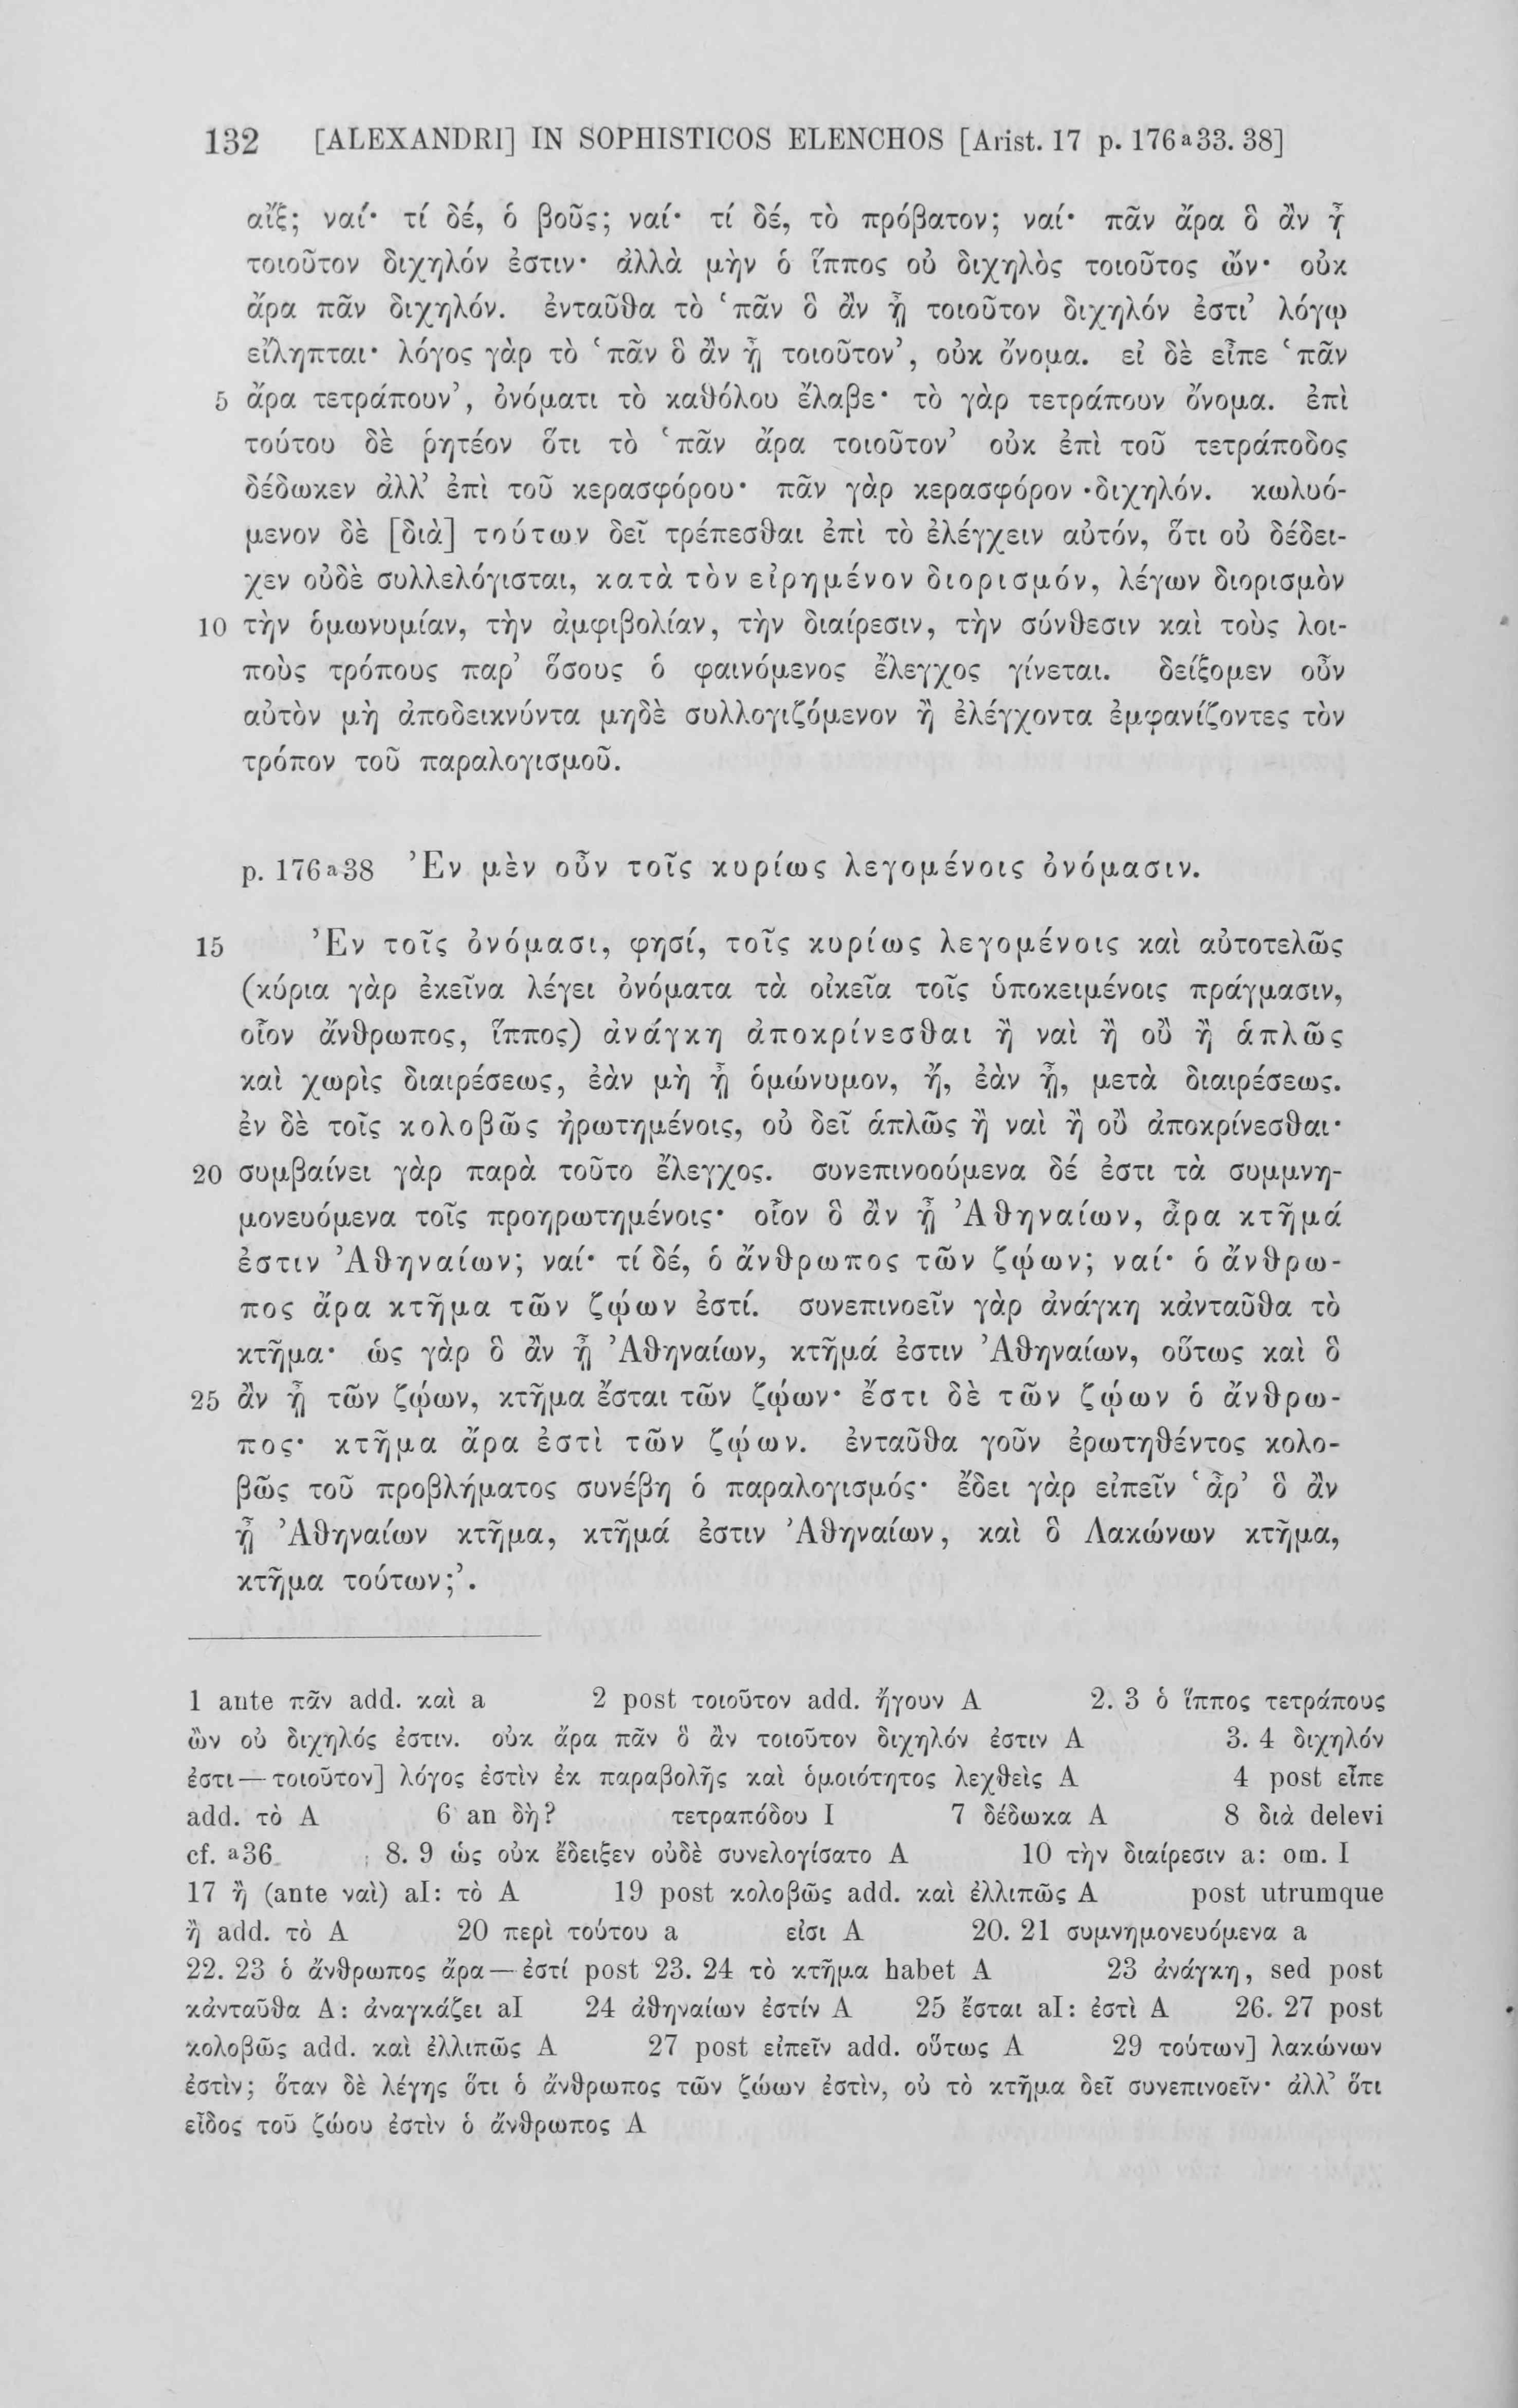 132 [ALEXANDRI] IN SOPHISTICOS ELENCHOS [Arist. 17 p. 176ᵃ33. 38]
αἴξ; ναί· τί δέ, ὁ βοῦς; ναί· τί δέ, τὸ πρόβατον; ναί· πᾶν ἄρα ὃ ἂν ᾖ
τοιοῦτον διχηλόν ἐστιν· ἀλλὰ μὴν ὁ ἵππος οὐ διχηλὸς τοιοῦτος ὤν· οὐκ
ἄρα πᾶν διχηλόν. ἐνταῦθα τὸ ‘πᾶν ὃ ἂν ᾖ τοιοῦτον διχηλόν ἐστι’ λόγῳ
εἴληπται· λόγος γὰρ τὸ ‘πᾶν ὃ ἂν ᾖ τοιοῦτον’, οὐκ ὄνομα. εἰ δὲ εἶπε ‘πᾶν
5 ἄρα τετράπουν’, ὀνόματι τὸ καθόλου ἔλαβε· τὸ γὰρ τετράπουν ὄνομα. ἐπὶ
τούτου δὲ ῥητέον ὅτι τὸ ‘πᾶν ἄρα τοιοῦτον’ οὐκ ἐπὶ τοῦ τετράποδος
δέδωκεν ἀλλ’ ἐπὶ τοῦ κερασφόρου· πᾶν γὰρ κερασφόρον διχηλόν. κωλυό-
μενον δὲ [διὰ] τούτων δεῖ τρέπεσθαι ἐπὶ τὸ ἐλέγχειν αὐτόν, ὅτι οὐ δέδει-
χεν οὐδὲ συλλελόγισται, κατὰ τὸν εἰρημένον διορισμόν, λέγων διορισμὸν
10 τὴν ὁμωνυμίαν, τὴν ἀμφιβολίαν, τὴν διαίρεσιν, τὴν σύνθεσιν καὶ τοὺς λοι-
ποὺς τρόπους παρ’ ὅσους ὁ φαινόμενος ἔλεγχος γίνεται. δείξομεν οὖν
αὐτὸν μὴ ἀποδεικνύντα μηδὲ συλλογιζόμενον ἢ ἐλέγχοντα ἐμφανίζοντες τὸν
τρόπον τοῦ παραλογισμοῦ.
p. 176ᵃ38 Ἐν μὲν οὖν τοῖς κυρίως λεγομένοις ὀνόμασιν.
15 Ἐν τοῖς ὀνόμασι, φησί, τοῖς κυρίως λεγομένοις καὶ αὐτοτελῶς
(κύρια γὰρ ἐκεῖνα λέγει ὀνόματα τὰ οἰκεῖα τοῖς ὑποκειμένοις πράγμασιν,
οἷον ἄνθρωπος, ἵππος) ἀνάγκη ἀποκρίνεσθαι ἢ ναὶ ἢ οὒ ἢ ἁπλῶς
καὶ χωρὶς διαιρέσεως, ἐὰν μὴ ᾖ ὁμώνυμον, ἤ, ἐὰν ᾖ, μετὰ διαιρέσεως.
ἐν δὲ τοῖς κολοβῶς ἠρωτημένοις, οὐ δεῖ ἁπλῶς ἢ ναὶ ἢ οὒ ἀποκρίνεσθαι·
20 συμβαίνει γὰρ παρὰ τοῦτο ἔλεγχος. συνεπινοούμενα δέ ἐστι τὰ συμμνη-
μονευόμενα τοῖς προηρωτημένοις· οἷον ὃ ἂν ᾖ Ἀθηναίων, ἆρα κτῆμά
ἐστιν Ἀθηναίων; ναί· τί δέ, ὁ ἄνθρωπος τῶν ζῴων; ναί· ὁ ἄνθρω-
πος ἄρα κτῆμα τῶν ζῴων ἐστί. συνεπινοεῖν γὰρ ἀνάγκη κἀνταῦθα τὸ
κτῆμα· ὡς γὰρ ὃ ἂν ᾖ Ἀθηναίων, κτῆμά ἐστιν Ἀθηναίων, οὕτως καὶ ὃ
25 ἂν ᾖ τῶν ζῴων, κτῆμα ἔσται τῶν ζῴων· ἔστι δὲ τῶν ζῴων ὁ ἄνθρω-
πος· κτῆμα ἄρα ἐστὶ τῶν ζῴων. ἐνταῦθα γοῦν ἐρωτηθέντος κολο-
βῶς τοῦ προβλήματος συνέβη ὁ παραλογισμός· ἔδει γὰρ εἰπεῖν ‘ἆρ’ ὃ ἂν
ᾖ Ἀθηναίων κτῆμα, κτῆμά ἐστιν Ἀθηναίων, καὶ ὃ Λακώνων κτῆμα,
κτῆμα τούτων;’.
1 ante πᾶν add. καὶ a 2 post τοιοῦτον add. ἤγουν A 2. 3 ὁ ἵππος τετράπους
ὢν οὐ διχηλός ἐστιν. οὐκ ἄρα πᾶν ὃ ἂν τοιοῦτον διχηλόν ἐστιν A 3. 4 διχηλόν
ἐστι — τοιοῦτον] λόγος ἐστὶν ἐκ παραβολῆς καὶ ὁμοιότητος λεχθεὶς A 4 post εἶπε
add. τὸ A 6 an δὴ? τετραπόδου I 7 δέδωκα A 8 διὰ delevi
cf. ᵃ36 8. 9 ὡς οὐκ ἔδειξεν οὐδὲ συνελογίσατο A 10 τὴν διαίρεσιν a: om. I
17 ἢ (ante ναὶ) aI: τὸ A 19 post κολοβῶς add. καὶ ἐλλιπῶς A post utrumque
ἢ add. τὸ A 20 περὶ τούτου a εἰσι A 20. 21 συμνημονευόμενα a
22. 23 ὁ ἄνθρωπος ἄρα — ἐστί post 23. 24 τὸ κτῆμα habet A 23 ἀνάγκη, sed post
κἀνταῦθα A: ἀναγκάζει aI 24 ἀθηναίων ἐστίν A 25 ἔσται aI: ἐστὶ A 26. 27 post
κολοβῶς add. καὶ ἐλλιπῶς A 27 post εἰπεῖν add. οὕτως A 29 τούτων] λακώνων
ἐστὶν; ὅταν δὲ λέγῃς ὅτι ὁ ἄνθρωπος τῶν ζώων ἐστὶν, οὐ τὸ κτῆμα δεῖ συνεπινοεῖν· ἀλλ’ ὅτι
εἶδος τοῦ ζώου ἐστὶν ὁ ἄνθρωπος A